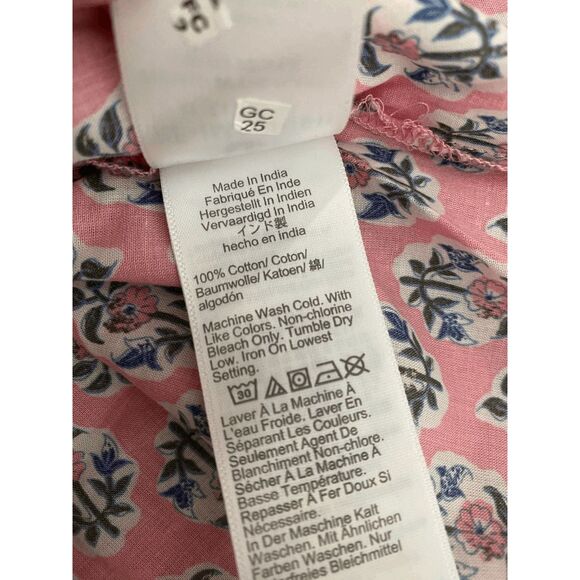 GC
25
Made In India
Fabriqué En Inde
Hergestellt In Indien
Vervaardigd In India
インド製
hecho en india
100% Cotton/ Coton/
Baumwolle/ Katoen/ 綿/
algodón
Machine Wash Cold. With
Like Colors. Non-chlorine
Bleach Only. Tumble Dry
Low. Iron On Lowest
Setting.
30
Laver À La Machine À
L'eau Froide. Laver En
Séparant Les Couleurs.
Seulement Agent De
Blanchiment Non-chlore.
Sécher À La Machine À
Basse Température.
Repasser À Fer Doux Si
Nécessaire.
In Der Maschine Kalt
Waschen. Mit Ähnlichen
Farben Waschen. Nur
freies Bleichmittel